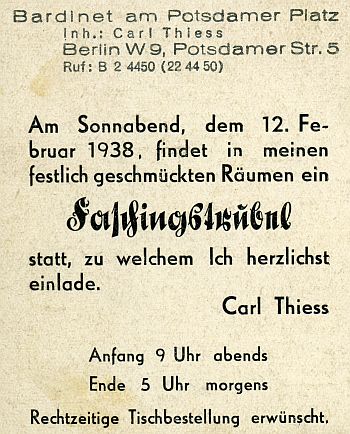 Bardinet am Potsdamer Platz
Inh.: Carl Thiess
Berlin W 9, Potsdamer Str. 5
Ruf: B 2 4450 (22 44 50)
Am Sonnabend, dem 12. Fe-
bruar 1938, findet in meinen
festlich geschmückten Räumen ein
Faschingstrubel
statt, zu welchem Ich herzlichst
einlade.
Carl Thiess
Anfang 9 Uhr abends
Ende 5 Uhr morgens
Rechtzeitige Tischbestellung erwünscht.